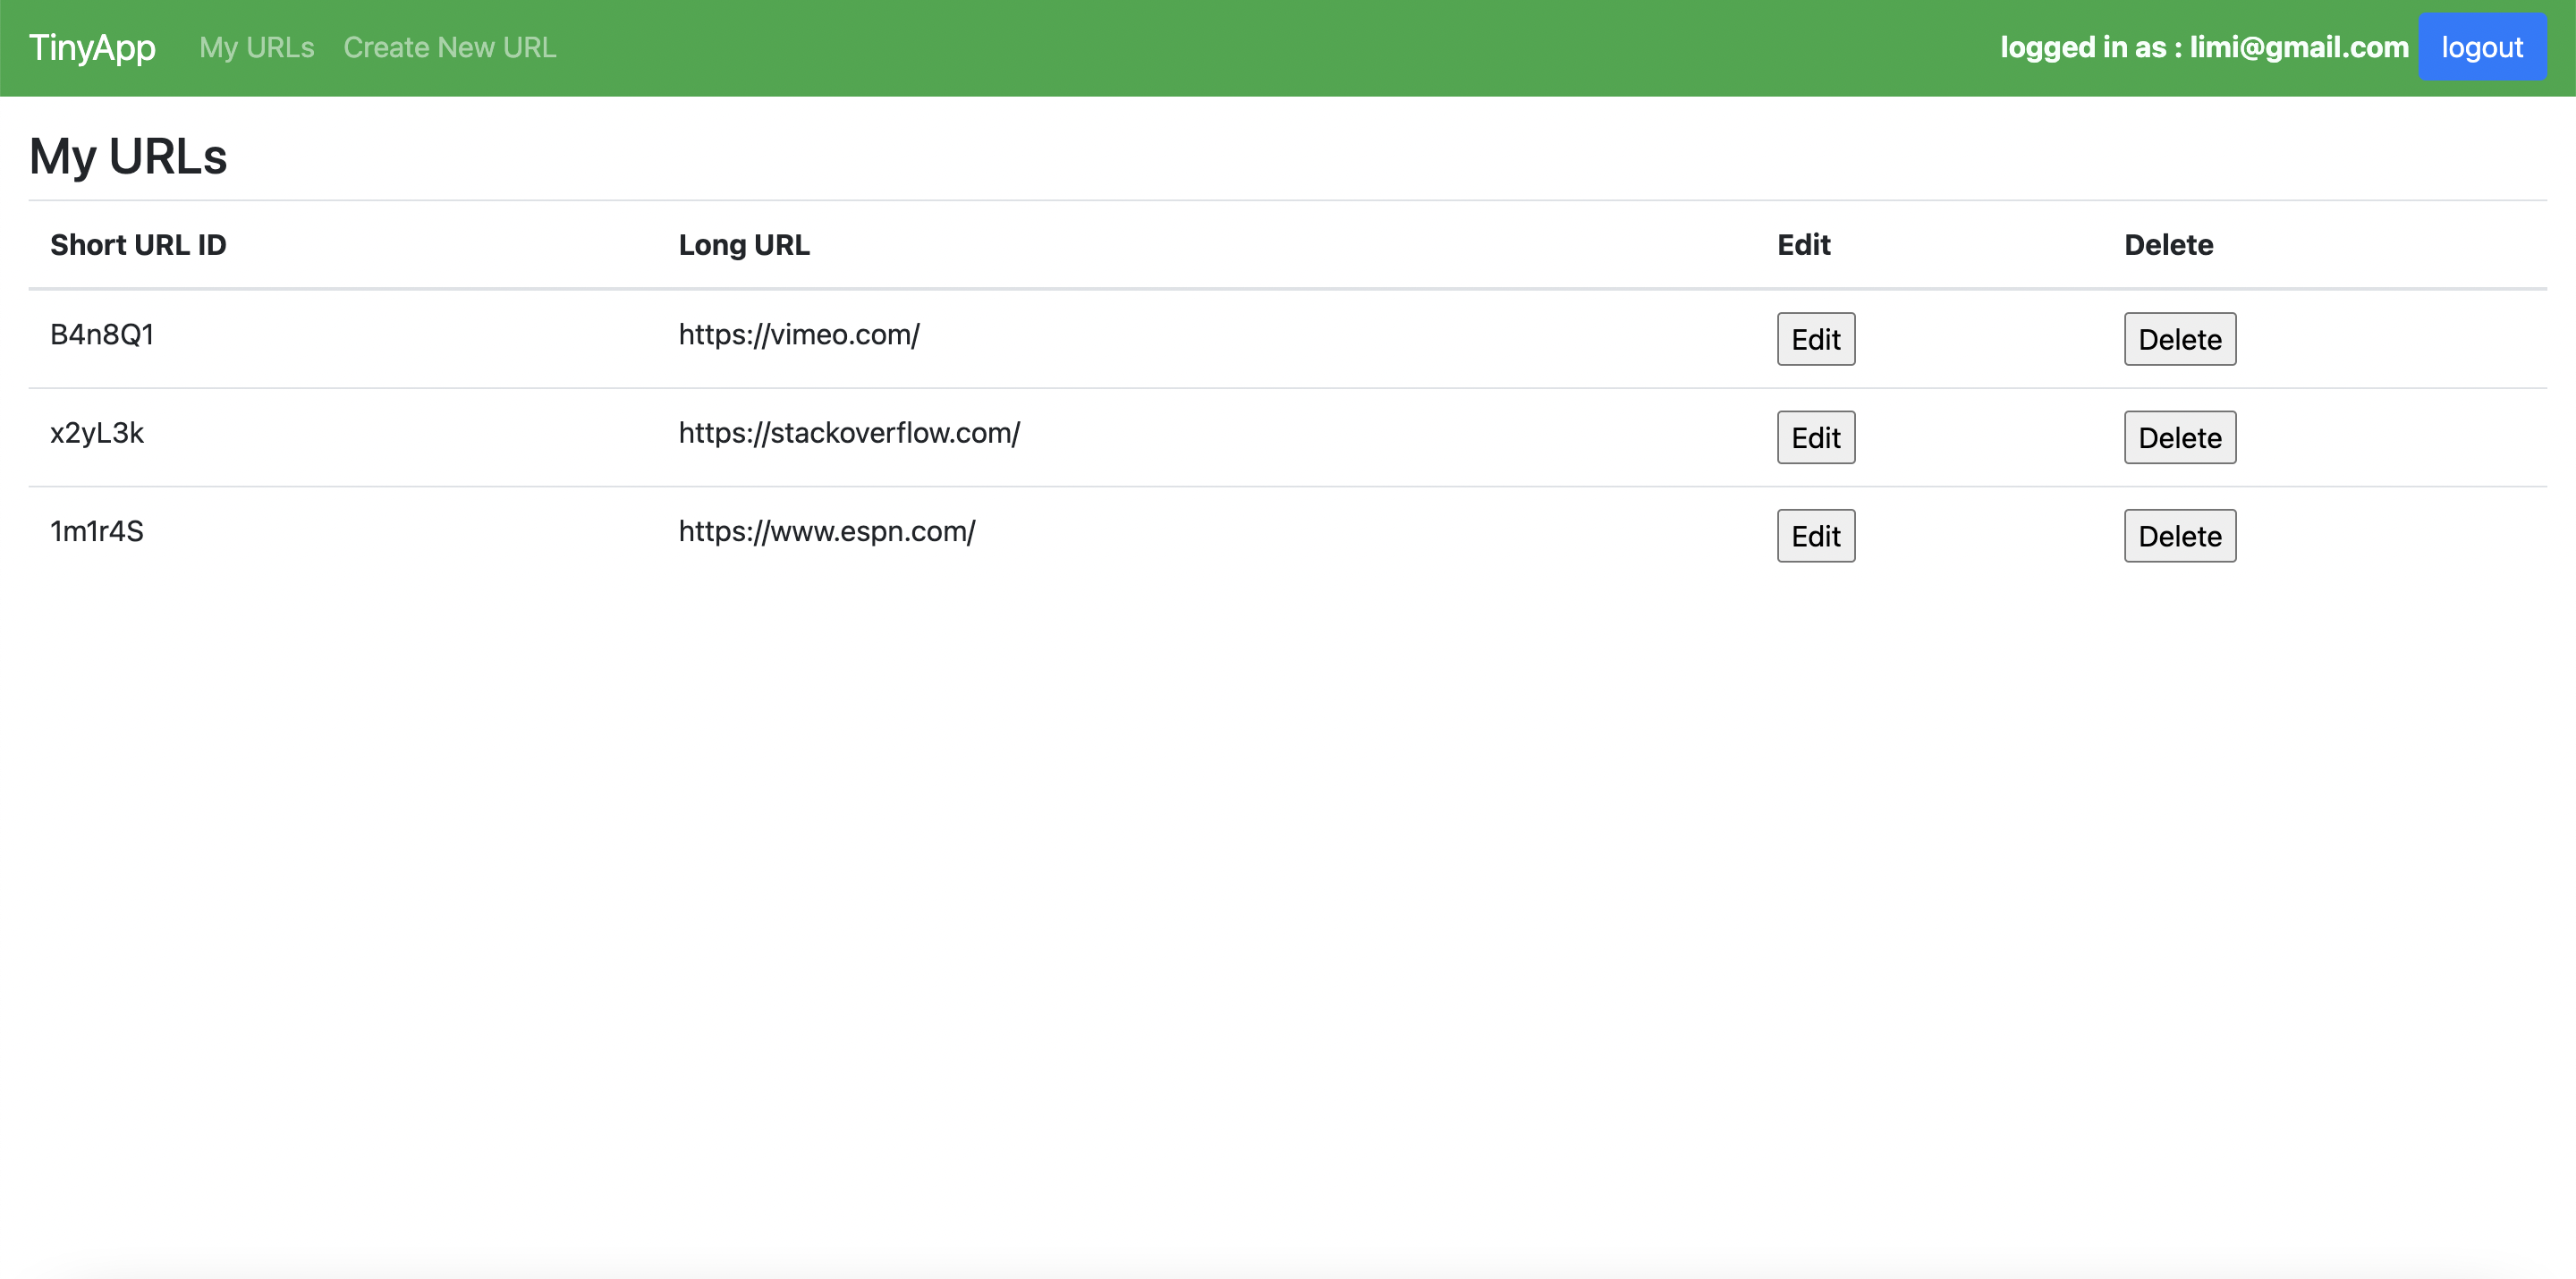 TinyApp My URLs Create New URL logged in as : limi@gmail.com logout
My URLs
Short URL ID Long URL Edit Delete
B4n8Q1 https://vimeo.com/ Edit Delete
x2yL3k https://stackoverflow.com/ Edit Delete
1m1r4S https://www.espn.com/ Edit Delete